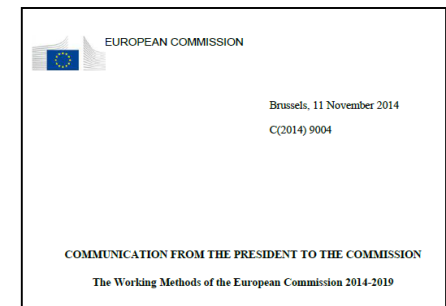 EUROPEAN COMMISSION
Brussels, 11 November 2014
C(2014) 9004
COMMUNICATION FROM THE PRESIDENT TO THE COMMISSION
The Working Methods of the European Commission 2014-2019